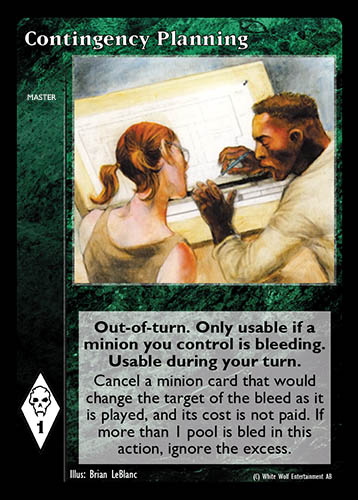 Contingency Planning
MASTER
Out-of-turn. Only usable if a
minion you control is bleeding.
Usable during your turn.
Cancel a minion card that would
change the target of the bleed as it
is played, and its cost is not paid. If
more than 1 pool is bled in this
action, ignore the excess.
1
Illus: Brian LeBlanc
(C) White Wolf Entertainment AB